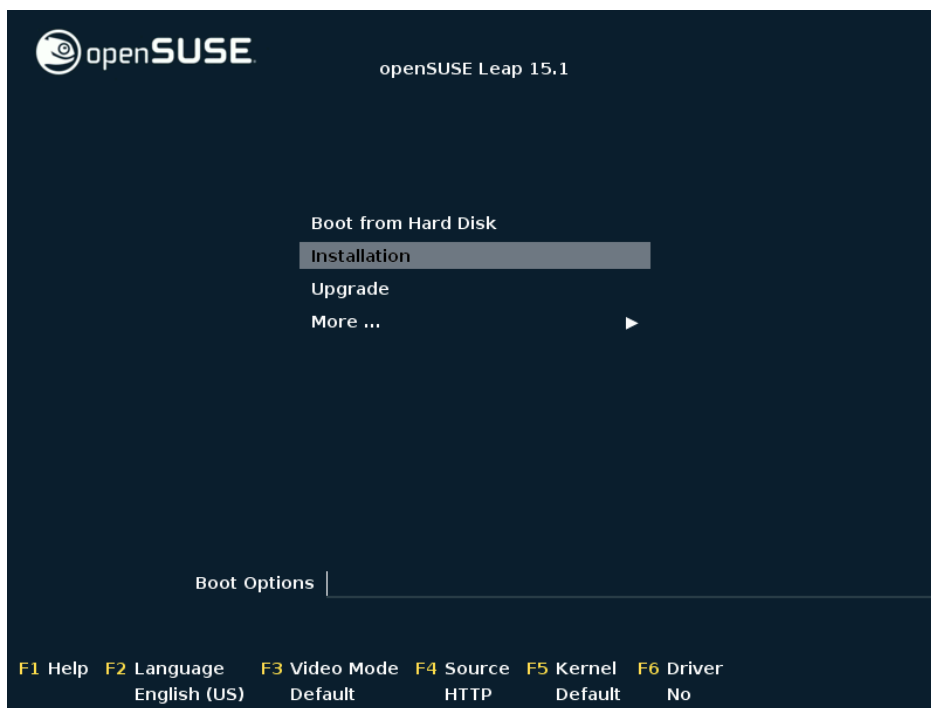 openSUSE.
openSUSE Leap 15.1
Boot from Hard Disk
Installation
Upgrade
More ...
Boot Options
F1 Help F2 Language F3 Video Mode F4 Source F5 Kernel F6 Driver
English (US) Default HTTP Default No